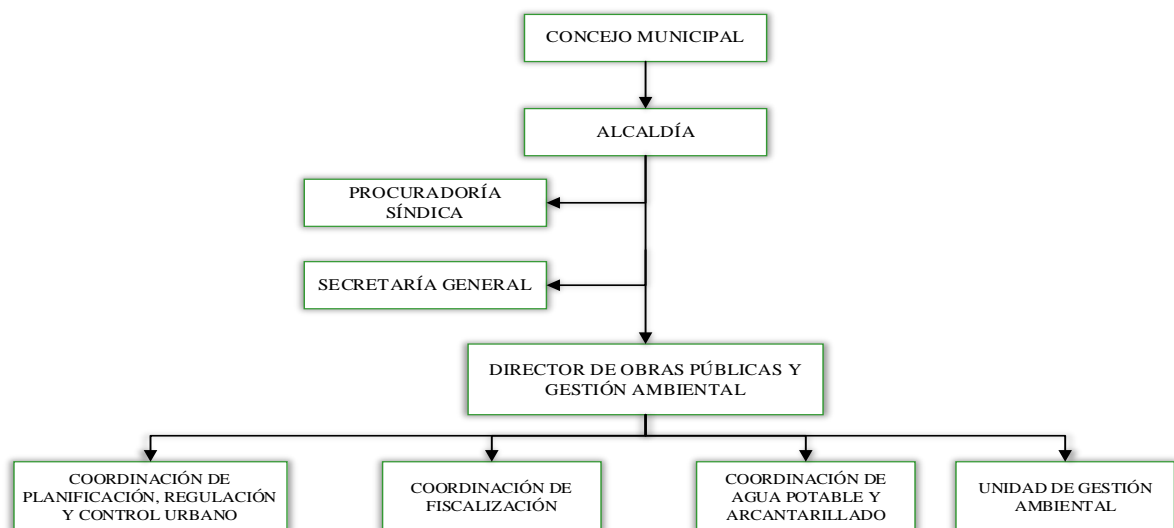 CONCEJO MUNICIPAL
ALCALDÍA
PROCURADORÍA
SÍNDICA
SECRETARÍA GENERAL
DIRECTOR DE OBRAS PÚBLICAS Y
GESTIÓN AMBIENTAL
COORDINACIÓN DE
PLANIFICACIÓN, REGULACIÓN
Y CONTROL URBANO
COORDINACIÓN DE
FISCALIZACIÓN
COORDINACIÓN DE
AGUA POTABLE Y
ARCANTARILLADO
UNIDAD DE GESTIÓN
AMBIENTAL